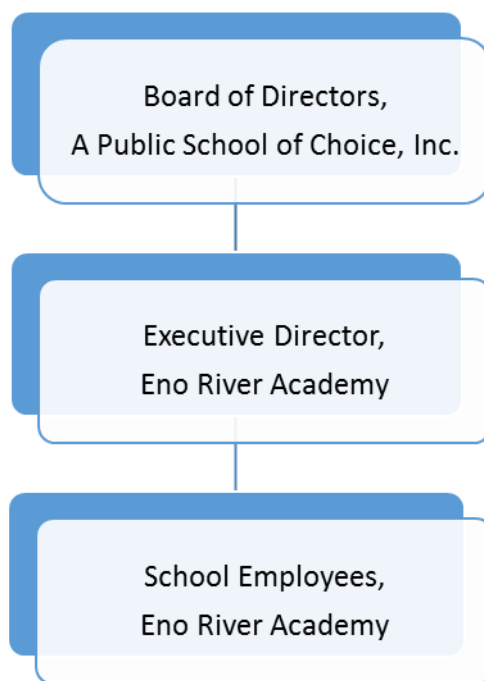 Board of Directors,
A Public School of Choice, Inc.
Executive Director,
Eno River Academy
School Employees,
Eno River Academy